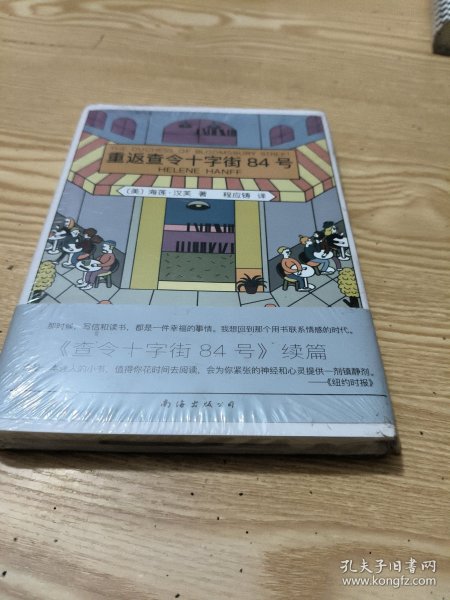 THE DUCHESS OF BLOOMSBURY STREET
重返查令十字街84号
HELENE HANFF
(美) 海莲·汉芙 著 程应铸 译
那时候，写信和读书，都是一件幸福的事情。我想回到那个用书联系情感的时代。
《查令十字街84号》续篇
迷人的小书，值得你花时间去阅读，会为你紧张的神经和心灵提供一剂镇静剂。
——《纽约时报》
南海出版公司
孔夫子旧书网
www.kongfz.com